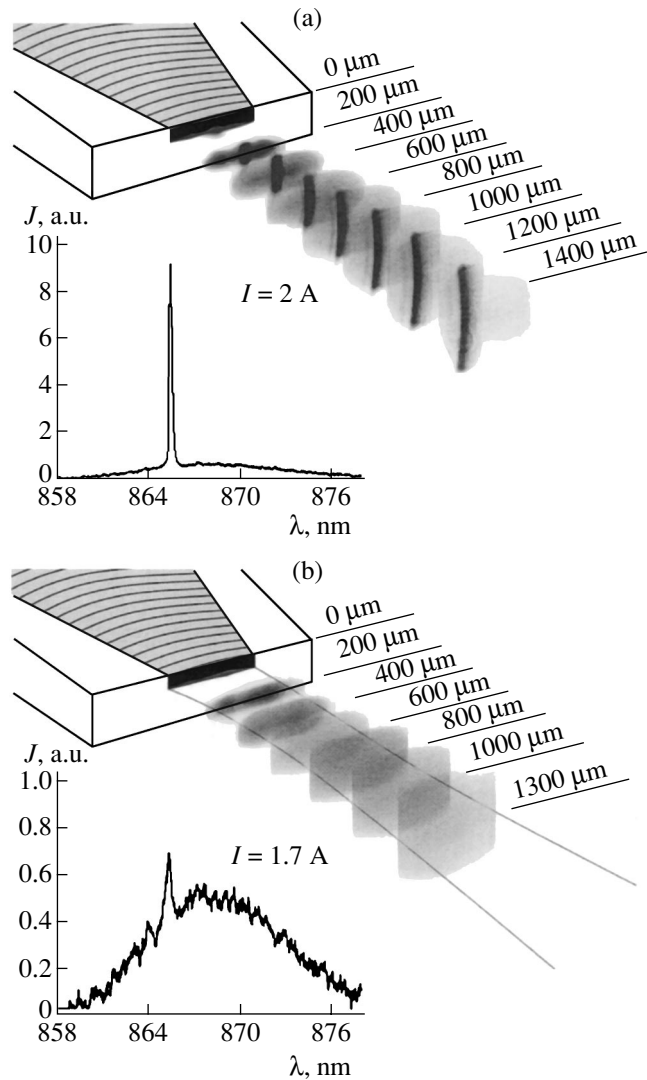 (a)
0 μm
200 μm
400 μm
600 μm
800 μm
1000 μm
1200 μm
1400 μm
J, a.u.
10
8
6
4
2
0
I = 2 A
858 864 870 876
λ, nm
(b)
0 μm
200 μm
400 μm
600 μm
800 μm
1000 μm
1300 μm
J, a.u.
1.0
0.8
0.6
0.4
0.2
0
I = 1.7 A
858 864 870 876
λ, nm